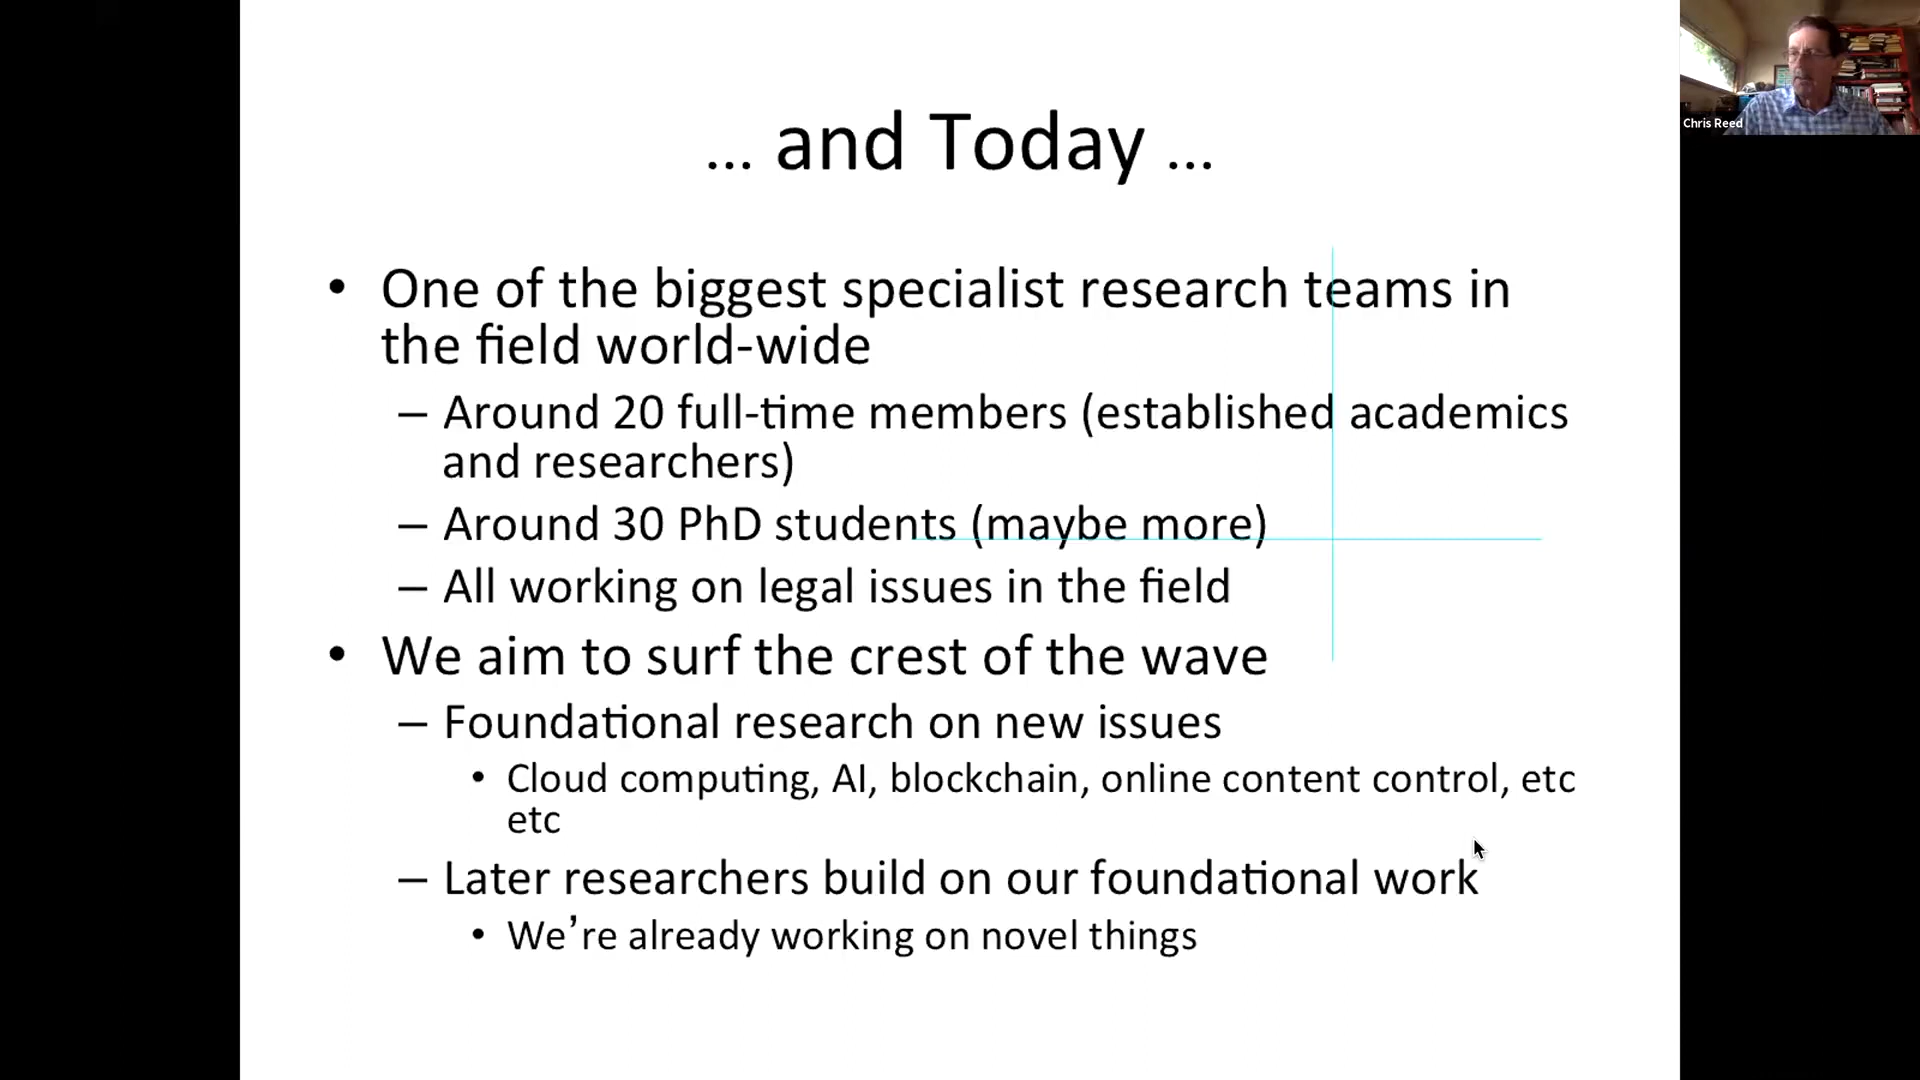 ... and Today ...
• One of the biggest specialist research teams in
the field world-wide
– Around 20 full-time members (established academics
and researchers)
– Around 30 PhD students (maybe more)
– All working on legal issues in the field
• We aim to surf the crest of the wave
– Foundational research on new issues
• Cloud computing, AI, blockchain, online content control, etc
etc
– Later researchers build on our foundational work
• We’re already working on novel things
Chris Reed